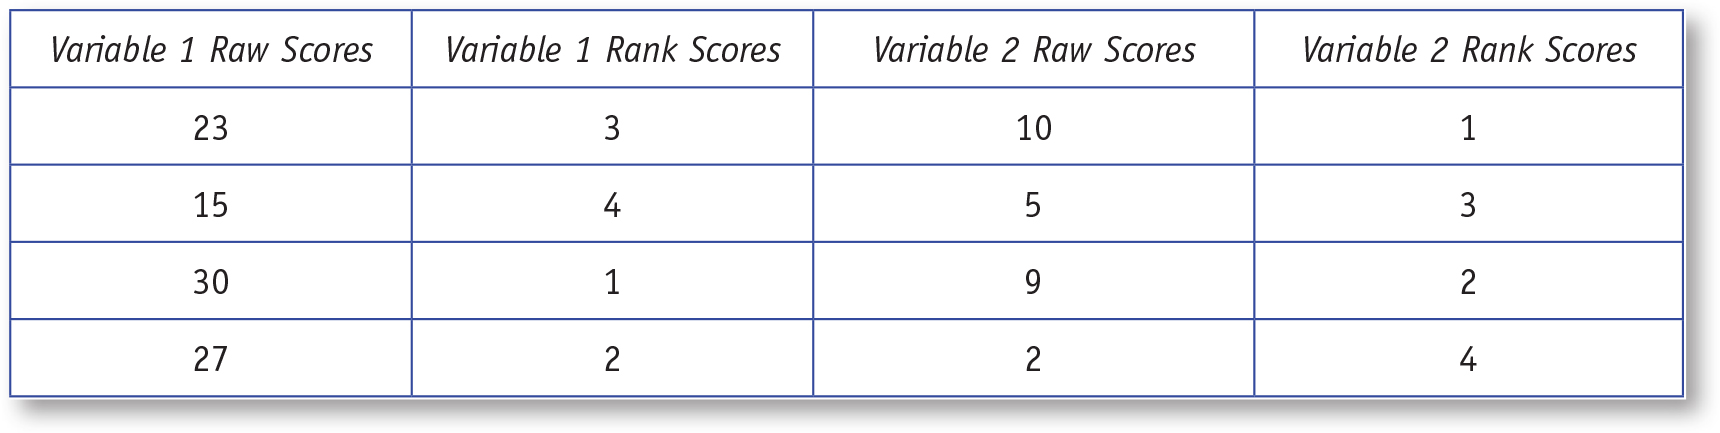 Variable 1 Raw Scores Variable 1 Rank Scores Variable 2 Raw Scores Variable 2 Rank Scores
23 3 10 1
15 4 5 3
30 1 9 2
27 2 2 4